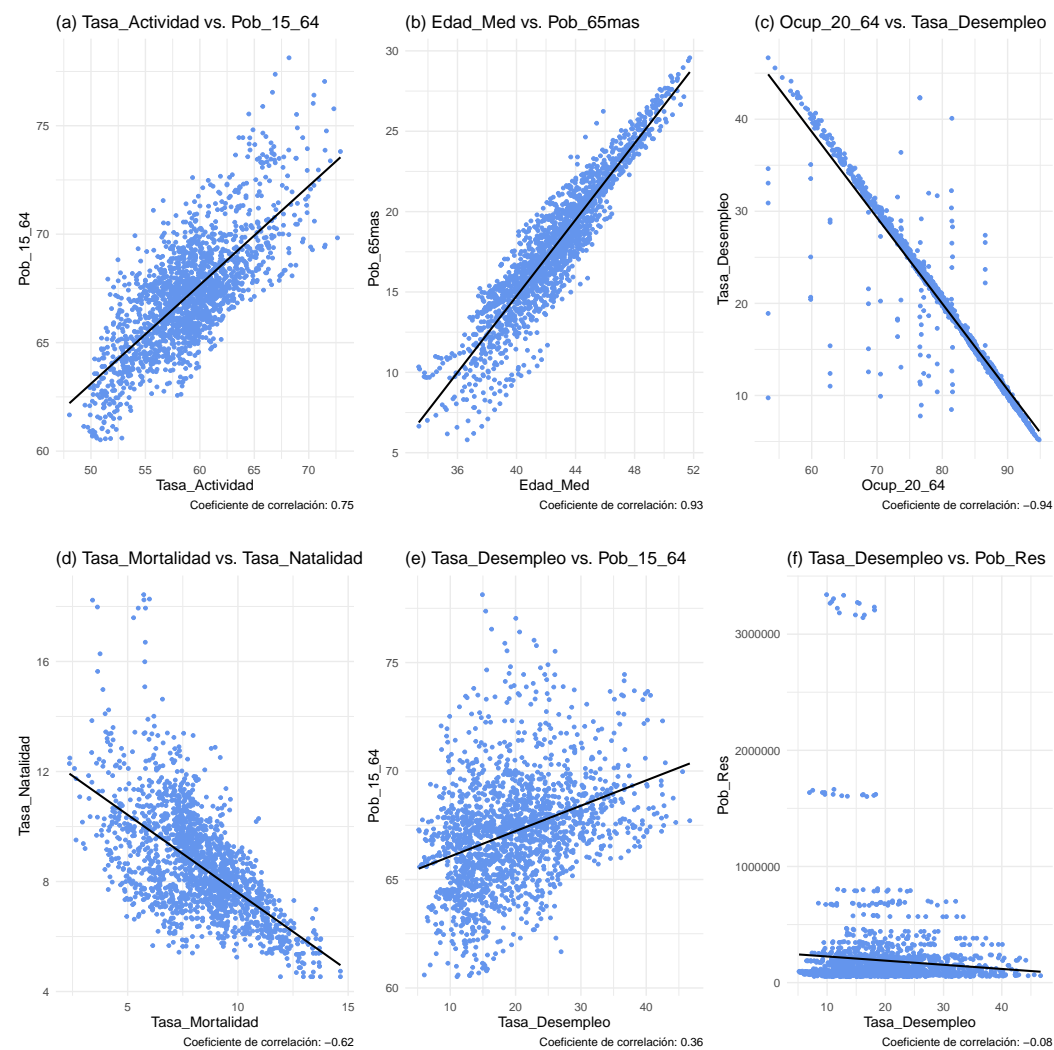 (a) Tasa_Actividad vs. Pob_15_64
75
70
65
60
Pob_15_64
50 55 60 65 70
Tasa_Actividad
Coeficiente de correlación: 0.75
(b) Edad_Med vs. Pob_65mas
30
25
20
15
10
5
Pob_65mas
36 40 44 48 52
Edad_Med
Coeficiente de correlación: 0.93
(c) Ocup_20_64 vs. Tasa_Desempleo
40
30
20
10
Tasa_Desempleo
60 70 80 90
Ocup_20_64
Coeficiente de correlación: −0.94
(d) Tasa_Mortalidad vs. Tasa_Natalidad
16
12
8
4
Tasa_Natalidad
5 10 15
Tasa_Mortalidad
Coeficiente de correlación: −0.62
(e) Tasa_Desempleo vs. Pob_15_64
75
70
65
60
Pob_15_64
10 20 30 40
Tasa_Desempleo
Coeficiente de correlación: 0.36
(f) Tasa_Desempleo vs. Pob_Res
3000000
2000000
1000000
0
Pob_Res
10 20 30 40
Tasa_Desempleo
Coeficiente de correlación: −0.08